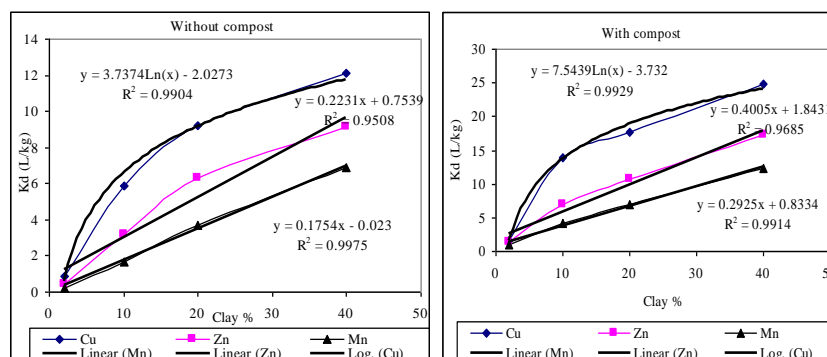 Without compost
14
12
10
8
6
4
2
0
Kd (L/kg)
y = 3.7374Ln(x) - 2.0273
R² = 0.9904
y = 0.2231x + 0.7539
R² = 0.9508
y = 0.1754x - 0.023
R² = 0.9975
0 10 20 30 40 50
Clay %
Cu Zn Mn
Linear (Mn) Linear (Zn) Log. (Cu)
With compost
30
25
20
15
10
5
0
Kd (L/kg)
y = 7.5439Ln(x) - 3.732
R² = 0.9929
y = 0.4005x + 1.8431
R² = 0.9685
y = 0.2925x + 0.8334
R² = 0.9914
0 10 20 30 40 50
Clay %
Cu Zn Mn
Linear (Mn) Linear (Zn) Log. (Cu)